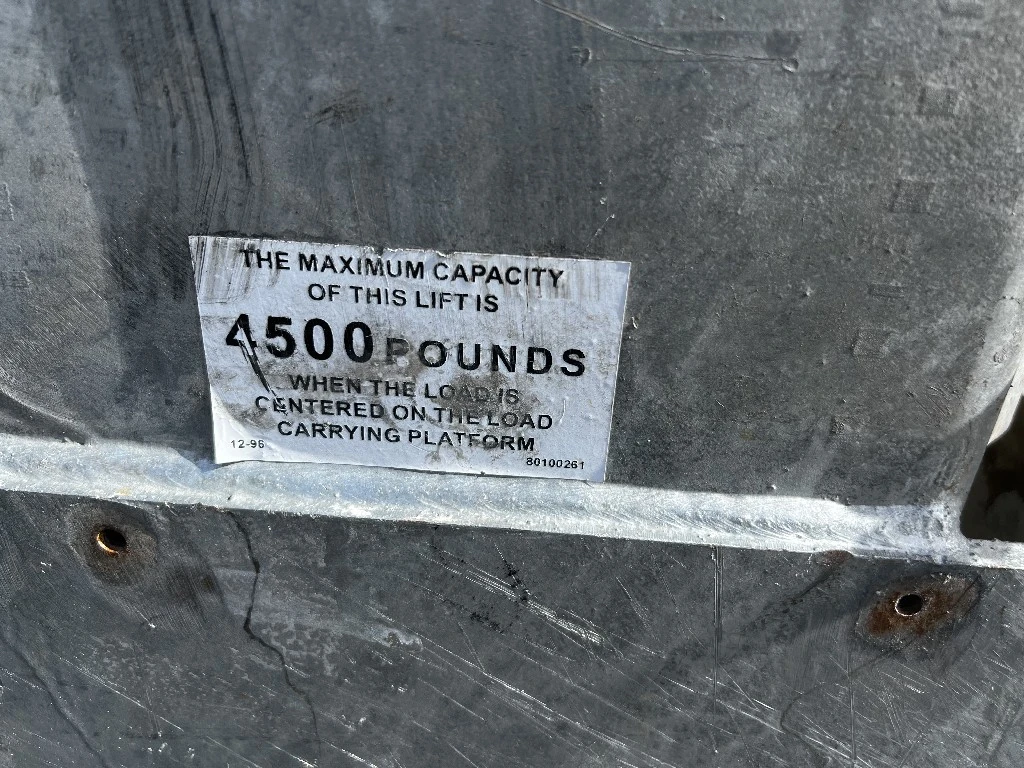 THE MAXIMUM CAPACITY
OF THIS LIFT IS
4500 POUNDS
WHEN THE LOAD IS
CENTERED ON THE LOAD
CARRYING PLATFORM
12-96
80100261